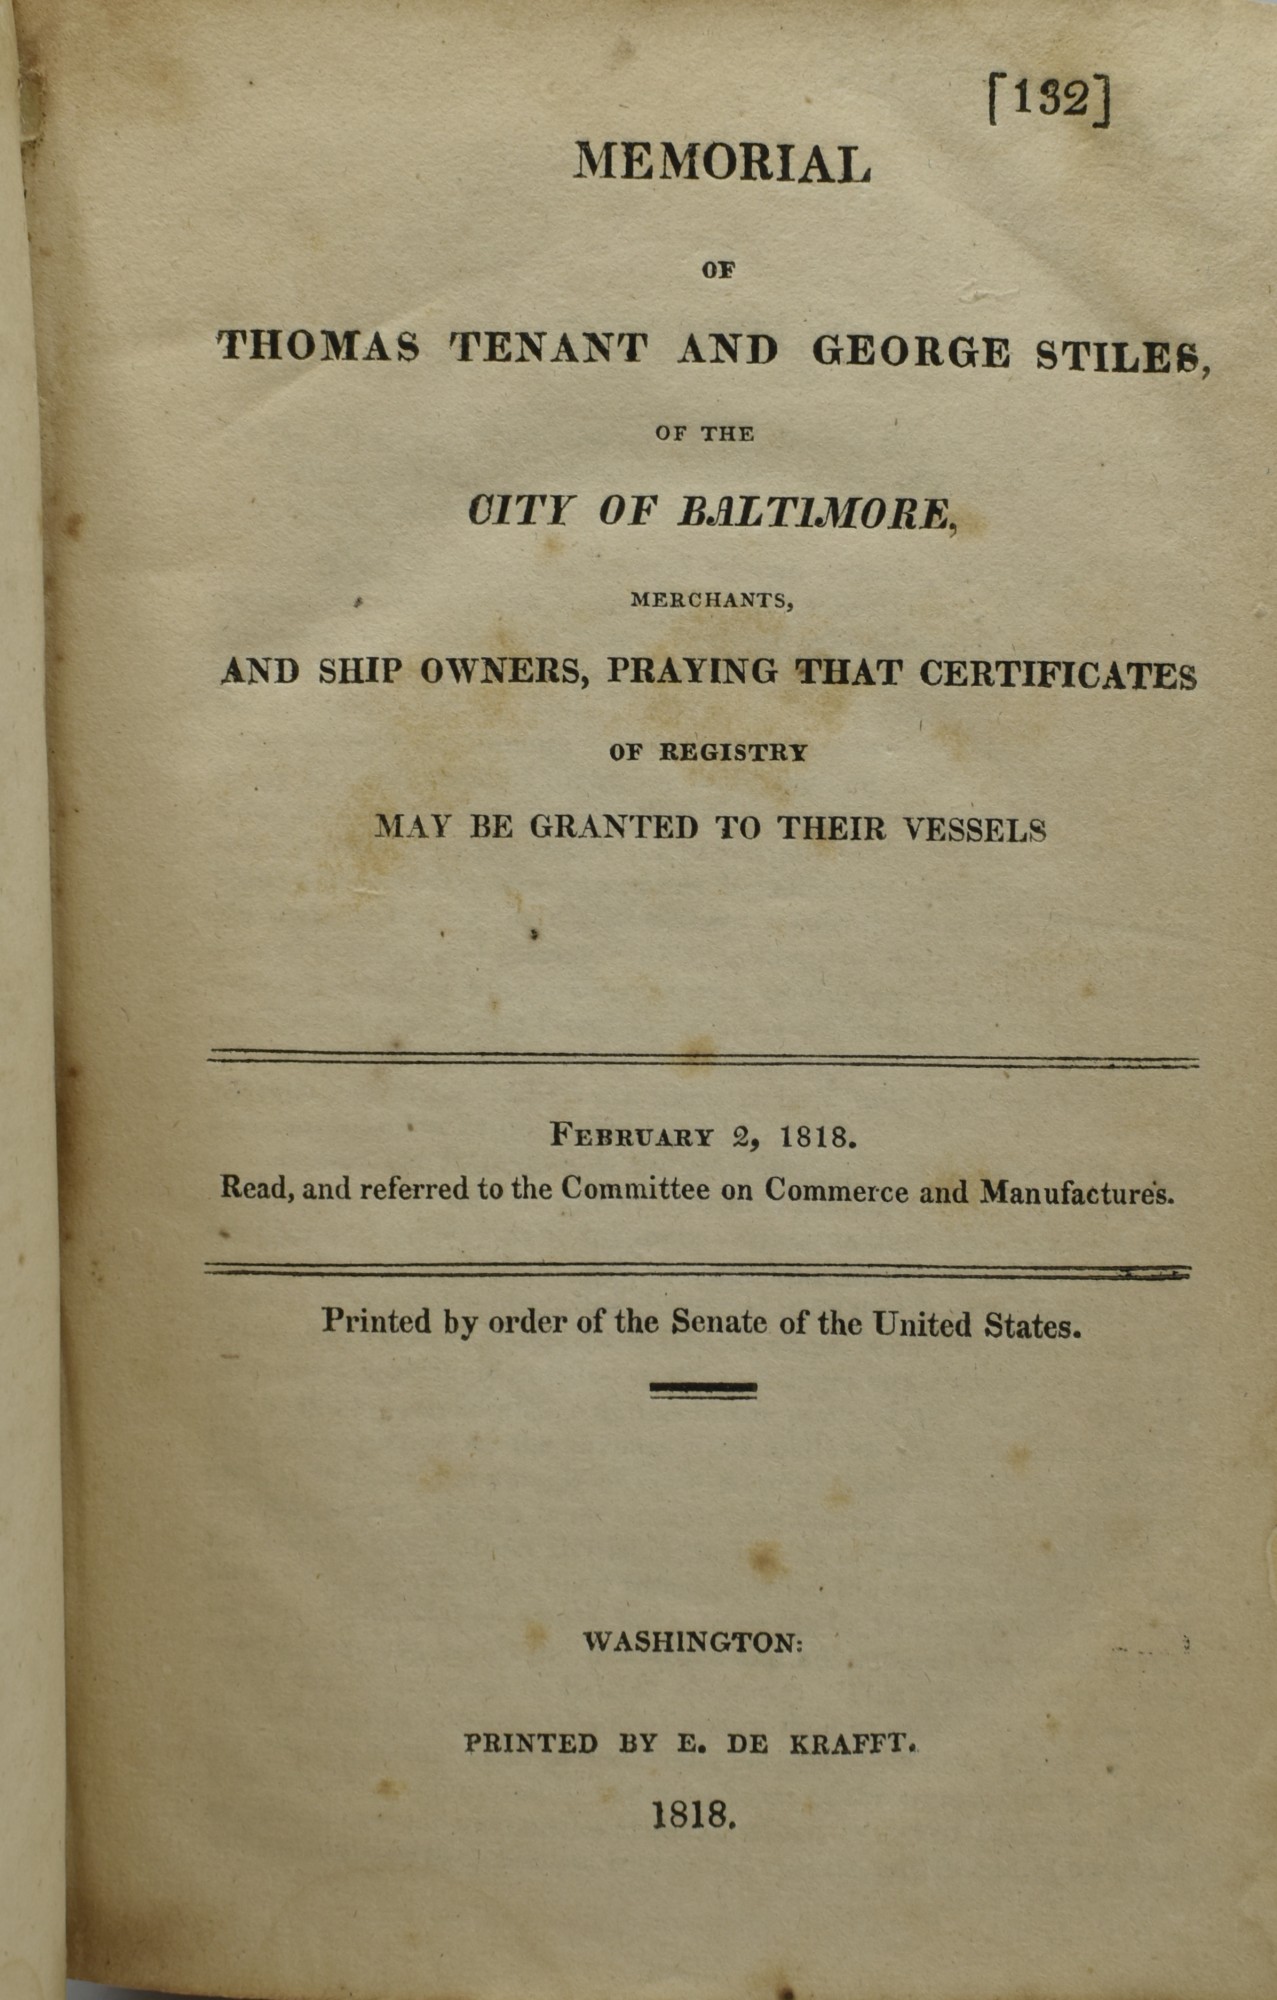 [132]
MEMORIAL
OF
THOMAS TENANT AND GEORGE STILES,
OF THE
CITY OF BALTIMORE,
MERCHANTS,
AND SHIP OWNERS, PRAYING THAT CERTIFICATES
OF REGISTRY
MAY BE GRANTED TO THEIR VESSELS
FEBRUARY 2, 1818.
Read, and referred to the Committee on Commerce and Manufactures.
Printed by order of the Senate of the United States.
WASHINGTON:
PRINTED BY E. DE KRAFFT.
1818.